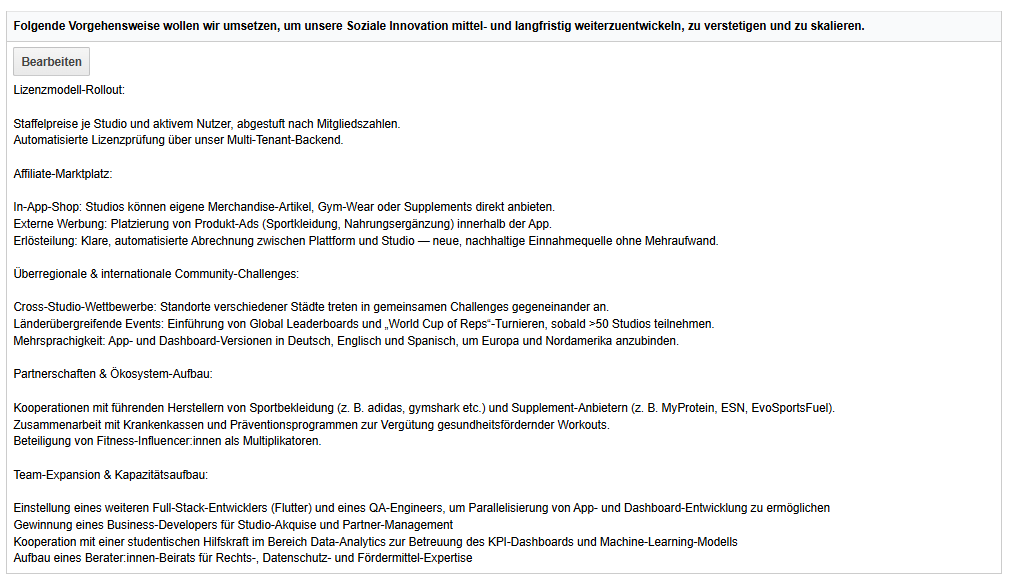 Folgende Vorgehensweise wollen wir umsetzen, um unsere Soziale Innovation mittel- und langfristig weiterzuentwickeln, zu verstetigen und zu skalieren.
Bearbeiten
Lizenzmodell-Rollout:
Staffelpreise je Studio und aktivem Nutzer, abgestuft nach Mitgliedszahlen.
Automatisierte Lizenzprüfung über unser Multi-Tenant-Backend.
Affiliate-Marktplatz:
In-App-Shop: Studios können eigene Merchandise-Artikel, Gym-Wear oder Supplements direkt anbieten.
Externe Werbung: Platzierung von Produkt-Ads (Sportkleidung, Nahrungsergänzung) innerhalb der App.
Erlösteilung: Klare, automatisierte Abrechnung zwischen Plattform und Studio — neue, nachhaltige Einnahmequelle ohne Mehraufwand.
Überregionale & internationale Community-Challenges:
Cross-Studio-Wettbewerbe: Standorte verschiedener Städte treten in gemeinsamen Challenges gegeneinander an.
Länderübergreifende Events: Einführung von Global Leaderboards und „World Cup of Reps“-Turnieren, sobald >50 Studios teilnehmen.
Mehrsprachigkeit: App- und Dashboard-Versionen in Deutsch, Englisch und Spanisch, um Europa und Nordamerika anzubinden.
Partnerschaften & Ökosystem-Aufbau:
Kooperationen mit führenden Herstellern von Sportbekleidung (z. B. adidas, gymshark etc.) und Supplement-Anbietern (z. B. MyProtein, ESN, EvoSportsFuel).
Zusammenarbeit mit Krankenkassen und Präventionsprogrammen zur Vergütung gesundheitsfördernder Workouts.
Beteiligung von Fitness-Influencer:innen als Multiplikatoren.
Team-Expansion & Kapazitätsaufbau:
Einstellung eines weiteren Full-Stack-Entwicklers (Flutter) und eines QA-Engineers, um Parallelisierung von App- und Dashboard-Entwicklung zu ermöglichen
Gewinnung eines Business-Developers für Studio-Akquise und Partner-Management
Kooperation mit einer studentischen Hilfskraft im Bereich Data-Analytics zur Betreuung des KPI-Dashboards und Machine-Learning-Modells
Aufbau eines Berater:innen-Beirats für Rechts-, Datenschutz- und Fördermittel-Expertise